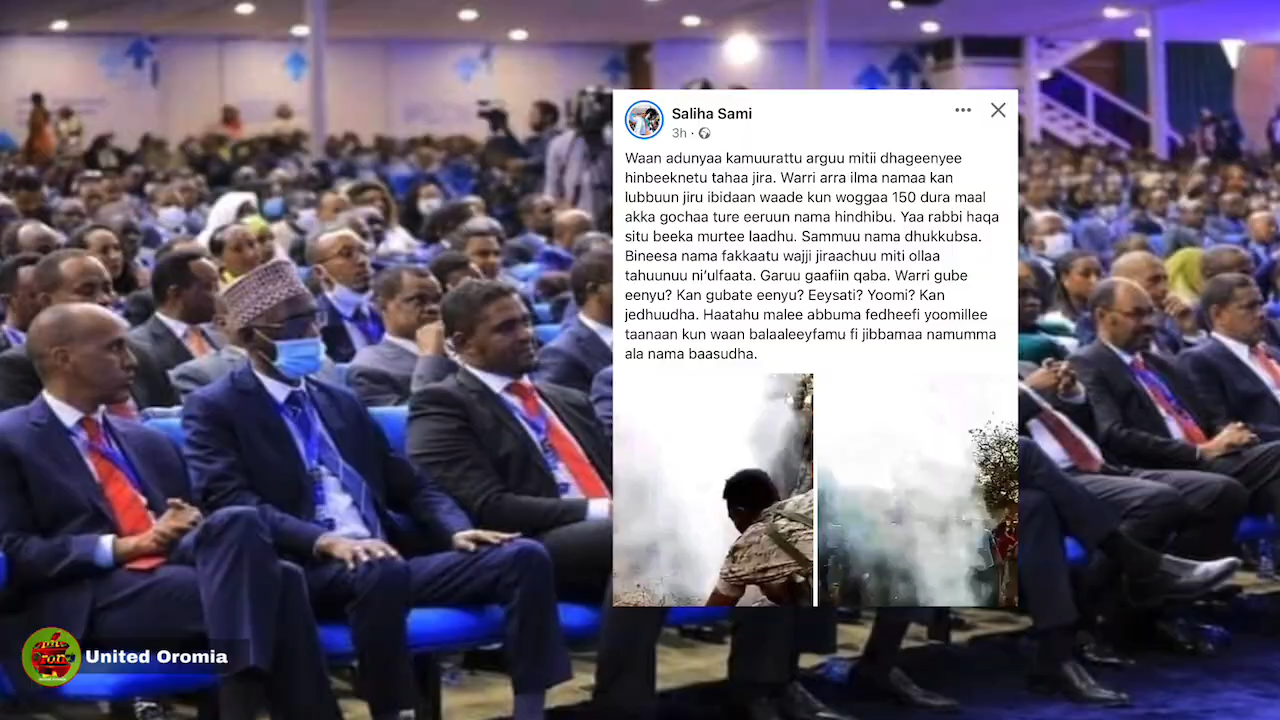 Saliha Sami
3h ·
Waan adunyaa kamuurattu arguu mitii dhageenyee
hinbeeknetu tahaa jira. Warri arra ilma namaa kan
lubbuun jiru ibidaan waade kun woggaa 150 dura maal
akka gochaa ture eeruun nama hindhibu. Yaa rabbi haqa
situ beeka murtee laadhu. Sammuu nama dhukkubsa.
Bineesa nama fakkaatu wajji jiraachuu miti ollaa
tahuunuu ni’ulfaata. Garuu gaafiin qaba. Warri gube
eenyu? Kan gubate eenyu? Eeysati? Yoomi? Kan
jedhuudha. Haatahu malee abbuma fedheefi yoomillee
taanaan kun waan balaaleeyfamu fi jibbamaa namumma
ala nama baasudha.
United Oromia